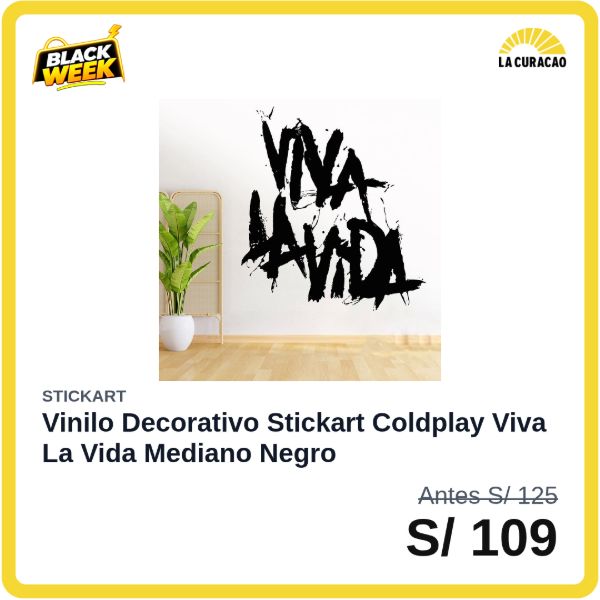 BLACK
WEEK
LA CURACAO
VIVA
LA VIDA
STICKART
Vinilo Decorativo Stickart Coldplay Viva
La Vida Mediano Negro
Antes S/ 125
S/ 109